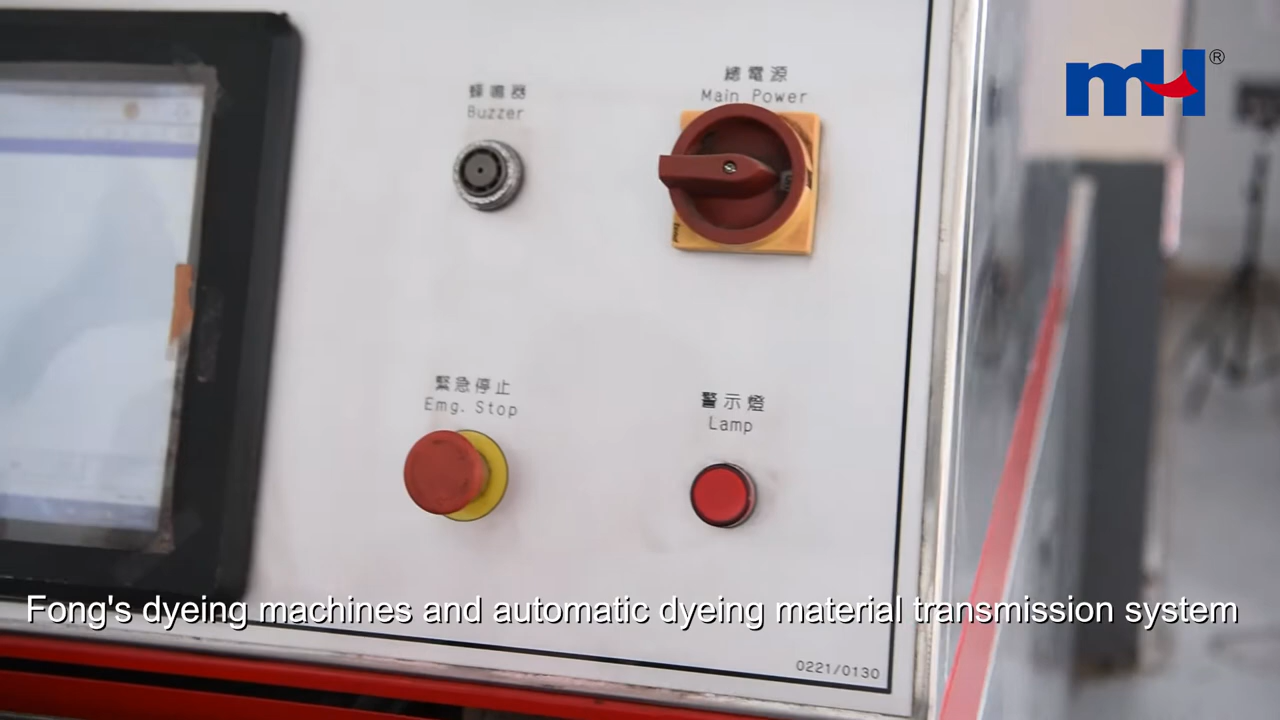 mH®
總電源
Main Power
蜂鳴器
Buzzer
緊急停止
Emg. Stop
警示燈
Lamp
Fong's dyeing machines and automatic dyeing material transmission system
0221/0130